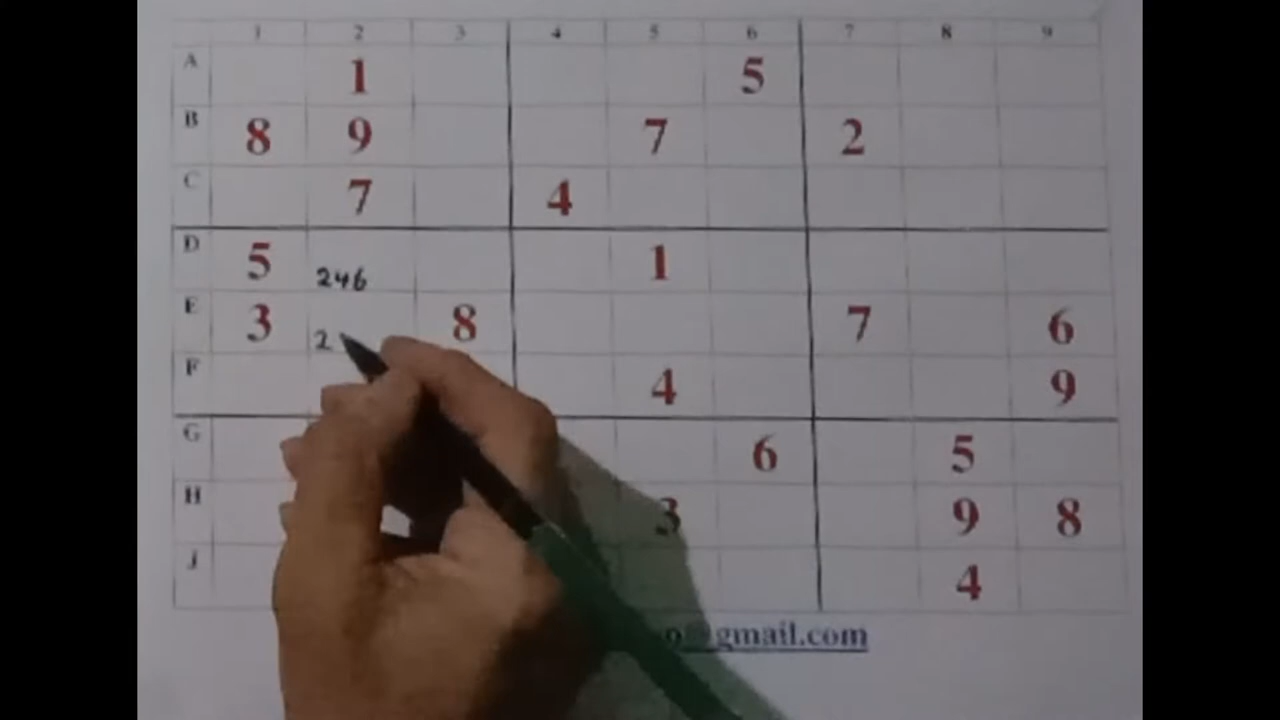 1 2 3 4 5 6 7 8 9
A 1 5
B 8 9 7 2
C 7 4
D 5 246 1
E 3 2 8 7 6
F 4 9
G 6 5
H 3 9 8
J 4
@gmail.com